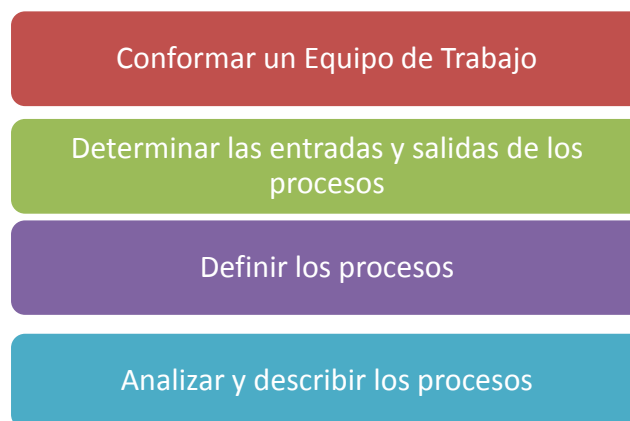 Conformar un Equipo de Trabajo
Determinar las entradas y salidas de los
procesos
Definir los procesos
Analizar y describir los procesos